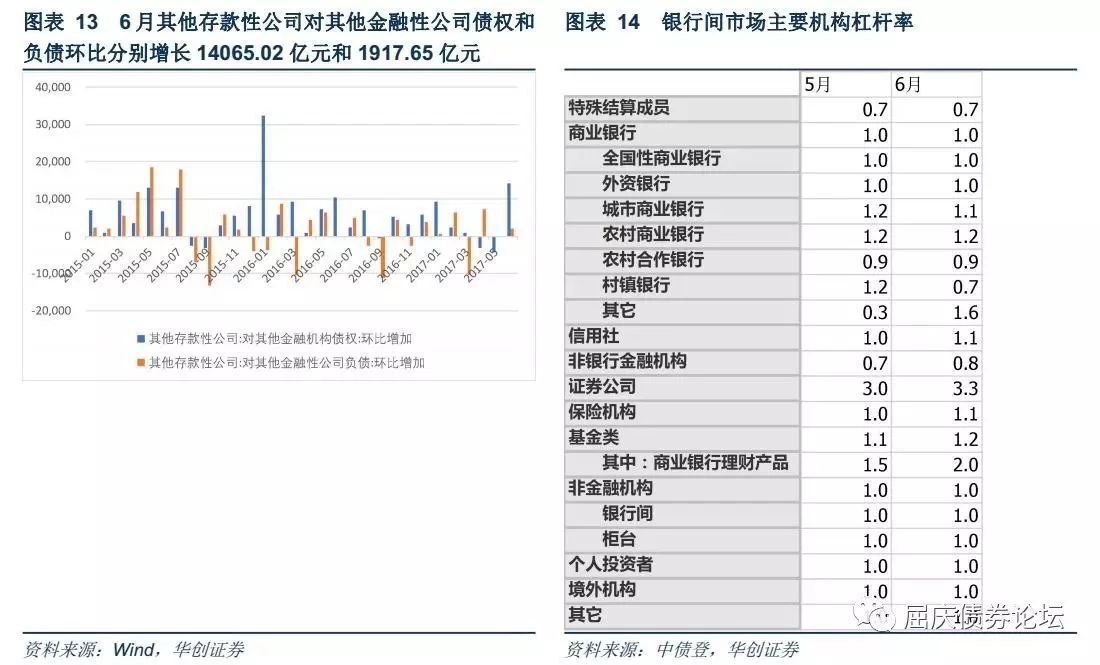 图表 13 6月其他存款性公司对其他金融性公司债权和
负债环比分别增长 14065.02 亿元和 1917.65 亿元
40,000
30,000
20,000
10,000
0
-10,000
-20,000
2015-01
2015-03
2015-05
2015-07
2015-09
2015-11
2016-01
2016-03
2016-05
2016-07
2016-09
2016-11
2017-01
2017-03
2017-05
其他存款性公司:对其他金融机构债权:环比增加
其他存款性公司:对其他金融性公司负债:环比增加
资料来源：Wind，华创证券
图表 14 银行间市场主要机构杠杆率
5月 6月
特殊结算成员 0.7 0.7
商业银行 1.0 1.0
全国性商业银行 1.0 1.0
外资银行 1.0 1.0
城市商业银行 1.2 1.1
农村商业银行 1.2 1.2
农村合作银行 0.9 0.9
村镇银行 1.2 0.7
其它 0.3 1.6
信用社 1.0 1.1
非银行金融机构 0.7 0.8
证券公司 3.0 3.3
保险机构 1.0 1.1
基金类 1.1 1.2
其中：商业银行理财产品 1.5 2.0
非金融机构 1.0 1.0
银行间 1.0 1.0
柜台 1.0 1.0
个人投资者 1.0 1.0
境外机构 1.0 1.0
其它
屈庆债券论坛
资料来源：中债登，华创证券